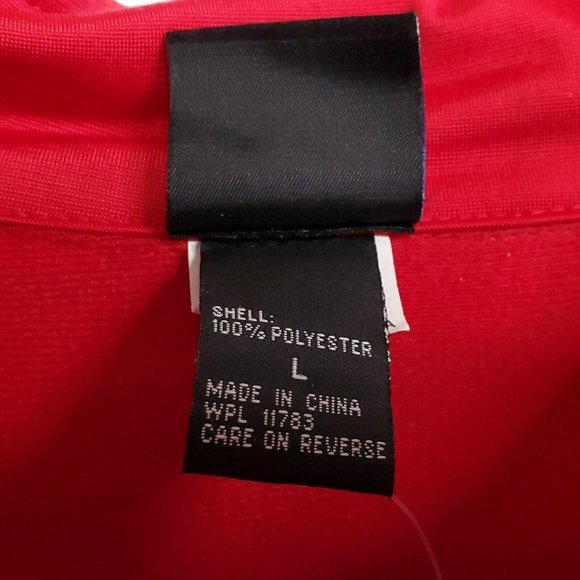 SHELL:
100% POLYESTER
L
MADE IN CHINA
WPL 11783
CARE ON REVERSE